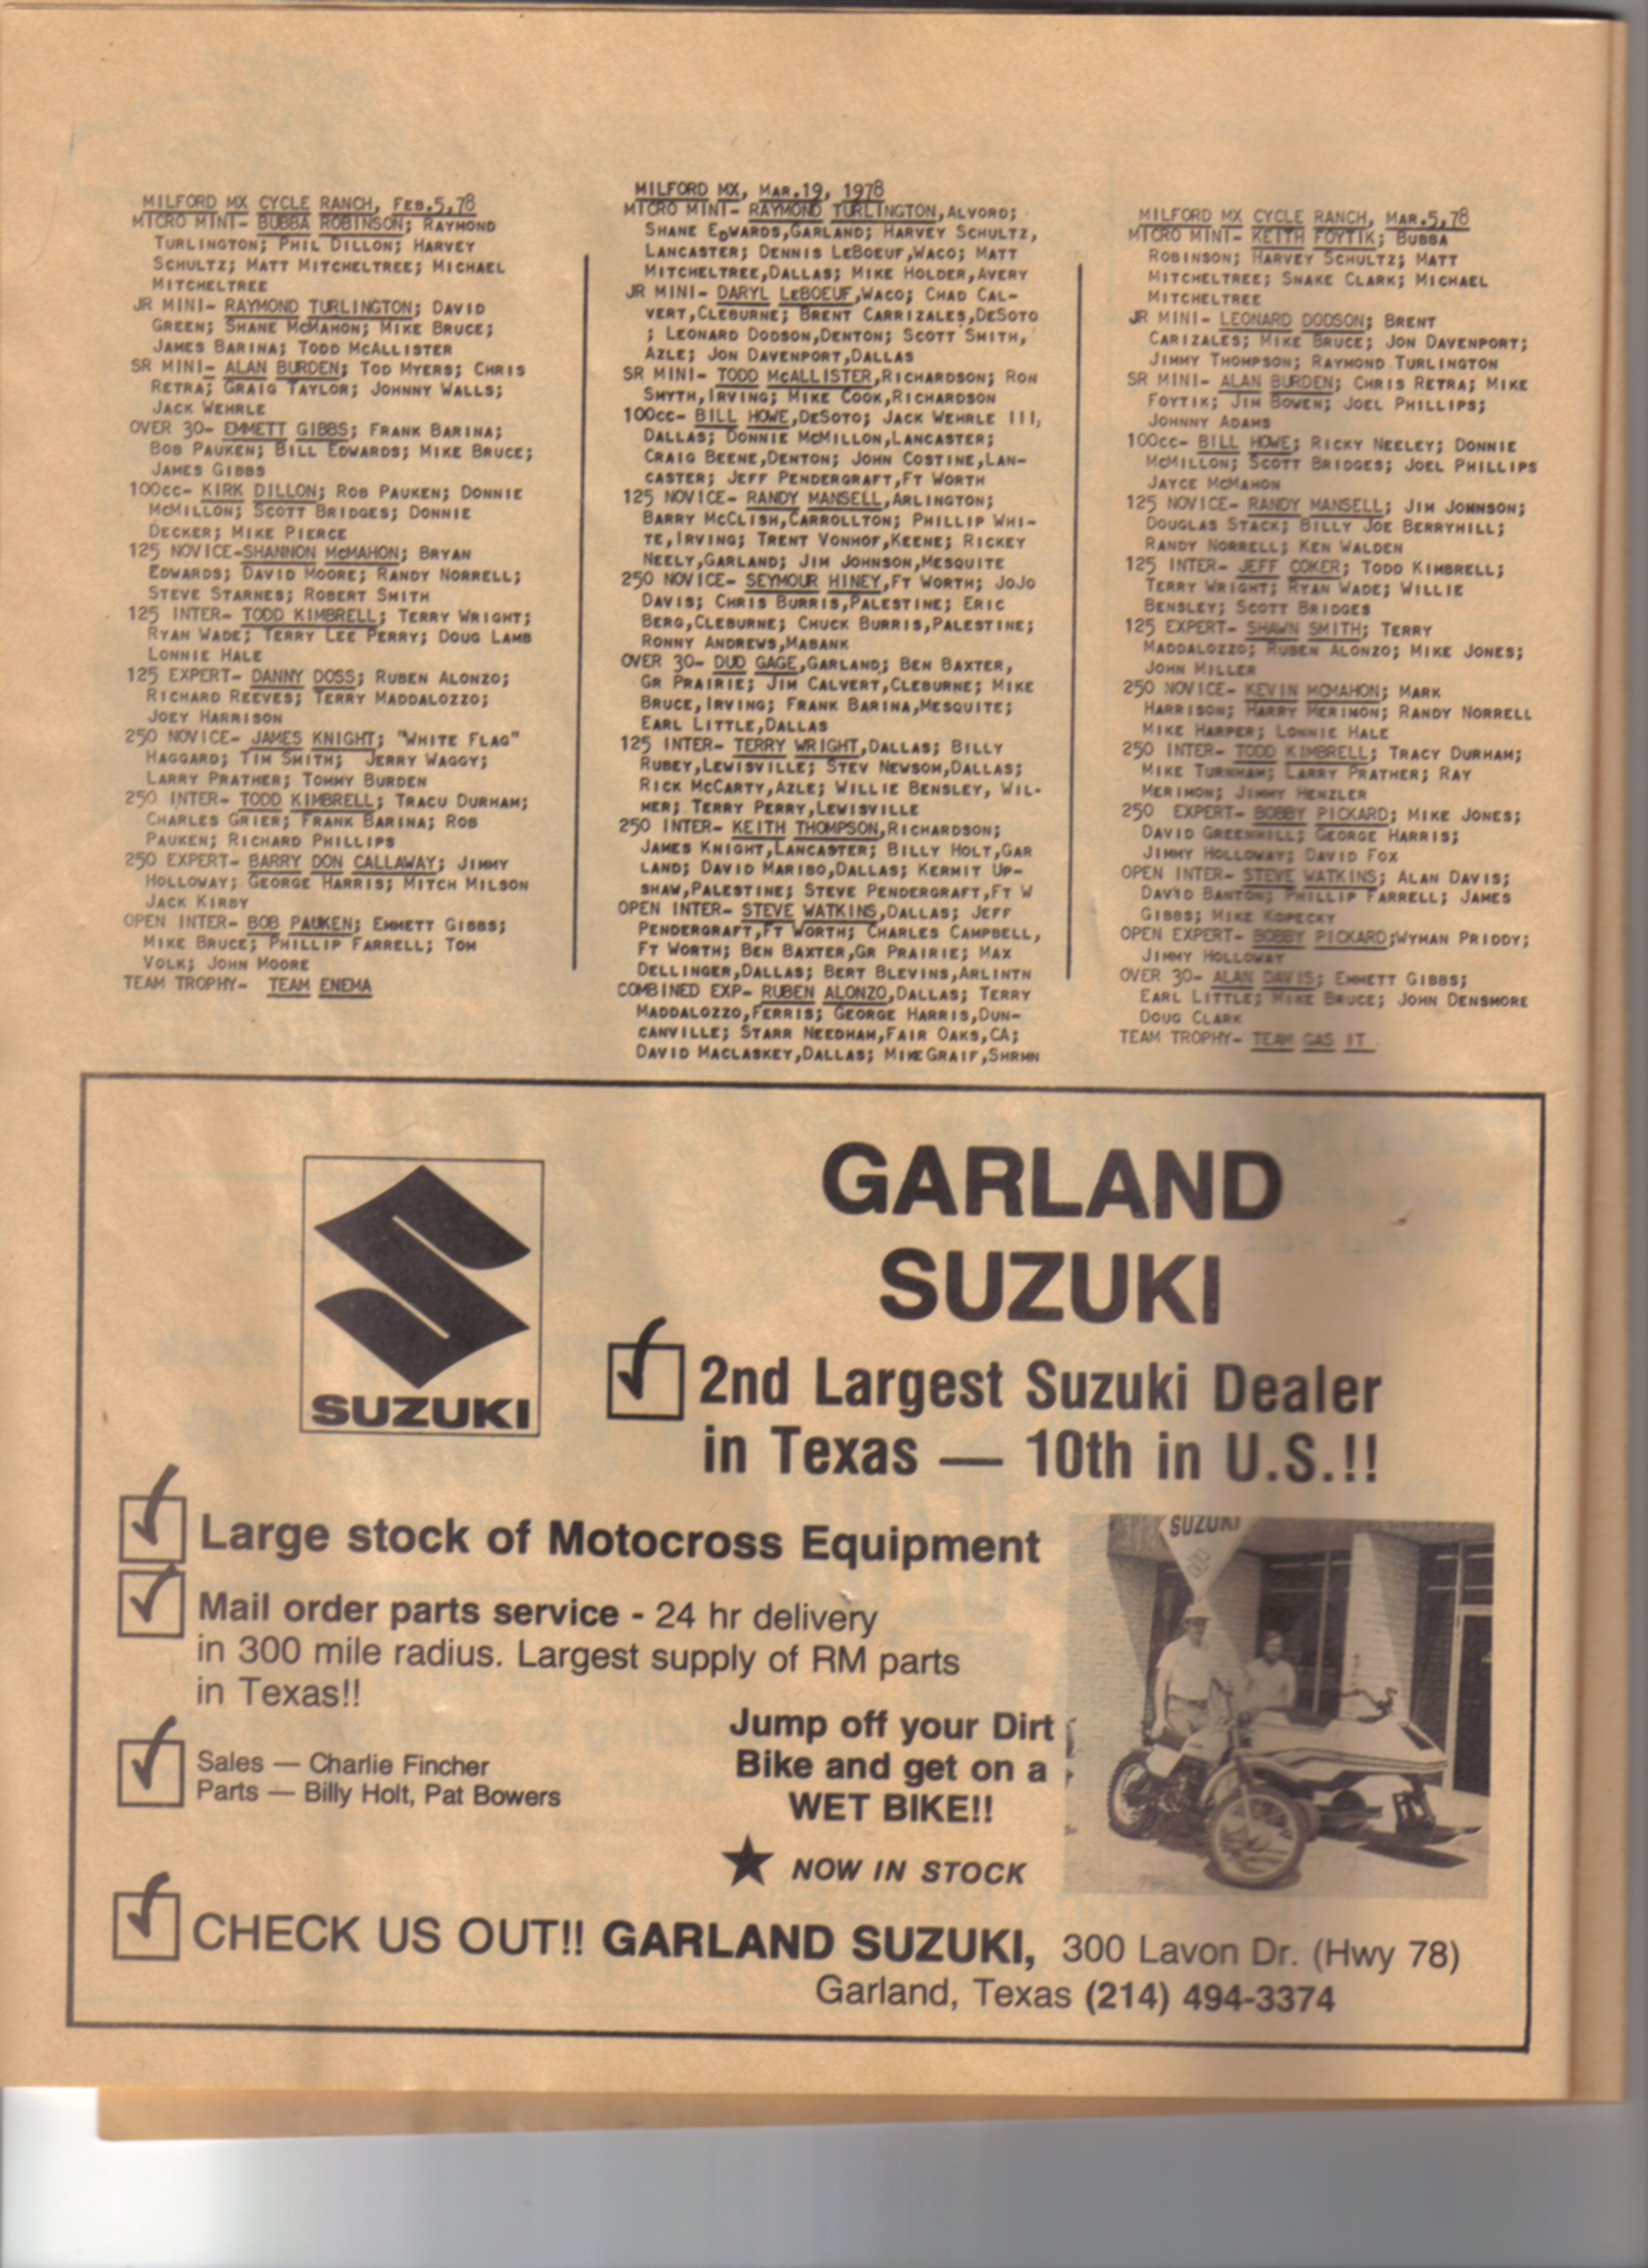 MILFORD MX CYCLE RANCH, FEB.5,78
MICRO MINI- BUBBA ROBINSON; RAYMOND
TURLINGTON; PHIL DILLON; HARVEY
SCHULTZ; MATT MITCHELTREE; MICHAEL
MITCHELTREE
JR MINI- RAYMOND TURLINGTON; DAVID
GREEN; SHANE MCMAHON; MIKE BRUCE;
JAMES BARINA; TODD MCALLISTER
SR MINI- ALAN BURDEN; TOD MYERS; CHRIS
RETRA; GRAIG TAYLOR; JOHNNY WALLS;
JACK WEHRLE
OVER 30- EMMETT GIBBS; FRANK BARINA;
BOB PAUKEN; BILL EDWARDS; MIKE BRUCE;
JAMES GIBBS
100cc- KIRK DILLON; ROB PAUKEN; DONNIE
MCMILLON; SCOTT BRIDGES; DONNIE
DECKER; MIKE PIERCE
125 NOVICE-SHANNON MCMAHON; BRYAN
EDWARDS; DAVID MOORE; RANDY NORRELL;
STEVE STARNES; ROBERT SMITH
125 INTER- TODD KIMBRELL; TERRY WRIGHT;
RYAN WADE; TERRY LEE PERRY; DOUG LAMB
LONNIE HALE
125 EXPERT- DANNY DOSS; RUBEN ALONZO;
RICHARD REEVES; TERRY MADDALOZZO;
JOEY HARRISON
250 NOVICE- JAMES KNIGHT; "WHITE FLAG"
HAGGARD; TIM SMITH; JERRY WAGGY;
LARRY PRATHER; TOMMY BURDEN
250 INTER- TODD KIMBRELL; TRACU DURHAM;
CHARLES GRIER; FRANK BARINA; ROB
PAUKEN; RICHARD PHILLIPS
250 EXPERT- BARRY DON CALLAWAY; JIMMY
HOLLOWAY; GEORGE HARRIS; MITCH MILSON
JACK KIRBY
OPEN INTER- BOB PAUKEN; EMMETT GIBBS;
MIKE BRUCE; PHILLIP FARRELL; TOM
VOLK; JOHN MOORE
TEAM TROPHY- TEAM ENEMA
MILFORD MX, MAR.19, 1978
MICRO MINI- RAYMOND TURLINGTON,ALVORD;
SHANE EDWARDS,GARLAND; HARVEY SCHULTZ,
LANCASTER; DENNIS LEBOEUF,WACO; MATT
MITCHELTREE,DALLAS; MIKE HOLDER,AVERY
JR MINI- DARYL LEBOEUF,WACO; CHAD CAL-
VERT,CLEBURNE; BRENT CARRIZALES,DESOTO
; LEONARD DODSON,DENTON; SCOTT SMITH,
AZLE; JON DAVENPORT,DALLAS
SR MINI- TODD MCALLISTER,RICHARDSON; RON
SMYTH,IRVING; MIKE COOK,RICHARDSON
100cc- BILL HOWE,DESOTO; JACK WEHRLE III,
DALLAS; DONNIE MCMILLON,LANCASTER;
CRAIG BEENE,DENTON; JOHN COSTINE,LAN-
CASTER; JEFF PENDERGRAFT,FT WORTH
125 NOVICE- RANDY MANSELL,ARLINGTON;
BARRY MCCLISH,CARROLLTON; PHILLIP WHI-
TE,IRVING; TRENT VONHOF,KEENE; RICKEY
NEELY,GARLAND; JIM JOHNSON,MESQUITE
250 NOVICE- SEYMOUR HINEY,FT WORTH; JOJO
DAVIS; CHRIS BURRIS,PALESTINE; ERIC
BERG,CLEBURNE; CHUCK BURRIS,PALESTINE;
RONNY ANDREWS,MABANK
OVER 30- DUD GAGE,GARLAND; BEN BAXTER,
GR PRAIRIE; JIM CALVERT,CLEBURNE; MIKE
BRUCE,IRVING; FRANK BARINA,MESQUITE;
EARL LITTLE,DALLAS
125 INTER- TERRY WRIGHT,DALLAS; BILLY
RUBEY,LEWISVILLE; STEV NEWSOM,DALLAS;
RICK MCCARTY,AZLE; WILLIE BENSLEY, WIL-
MER; TERRY PERRY,LEWISVILLE
250 INTER- KEITH THOMPSON,RICHARDSON;
JAMES KNIGHT,LANCASTER; BILLY HOLT,GAR
LAND; DAVID MARIBO,DALLAS; KERMIT UP-
SHAW,PALESTINE; STEVE PENDERGRAFT,FT W
OPEN INTER- STEVE WATKINS,DALLAS; JEFF
PENDERGRAFT,FT WORTH; CHARLES CAMPBELL,
FT WORTH; BEN BAXTER,GR PRAIRIE; MAX
DELLINGER,DALLAS; BERT BLEVINS,ARLINTN
COMBINED EXP- RUBEN ALONZO,DALLAS; TERRY
MADDALOZZO,FERRIS; GEORGE HARRIS,DUN-
CANVILLE; STARR NEEDHAM,FAIR OAKS,CA;
DAVID MACLASKEY,DALLAS; MIKE GRAIF,SHRMN
MILFORD MX CYCLE RANCH, MAR.5,78
MICRO MINI- KEITH FOYTIK; BUBBA
ROBINSON; HARVEY SCHULTZ; MATT
MITCHELTREE; SNAKE CLARK; MICHAEL
MITCHELTREE
JR MINI- LEONARD DODSON; BRENT
CARIZALES; MIKE BRUCE; JON DAVENPORT;
JIMMY THOMPSON; RAYMOND TURLINGTON
SR MINI- ALAN BURDEN; CHRIS RETRA; MIKE
FOYTIK; JIM BOWEN; JOEL PHILLIPS;
JOHNNY ADAMS
100cc- BILL HOWE; RICKY NEELEY; DONNIE
MCMILLON; SCOTT BRIDGES; JOEL PHILLIPS
JAYCE MCMAHON
125 NOVICE- RANDY MANSELL; JIM JOHNSON;
DOUGLAS STACK; BILLY JOE BERRYHILL;
RANDY NORRELL; KEN WALDEN
125 INTER- JEFF COKER; TODD KIMBRELL;
TERRY WRIGHT; RYAN WADE; WILLIE
BENSLEY; SCOTT BRIDGES
125 EXPERT- SHAWN SMITH; TERRY
MADDALOZZO; RUBEN ALONZO; MIKE JONES;
JOHN MILLER
250 NOVICE- KEVIN MCMAHON; MARK
HARRISON; HARRY MERIMON; RANDY NORRELL
MIKE HARPER; LONNIE HALE
250 INTER- TODD KIMBRELL; TRACY DURHAM;
MIKE TURNHAM; LARRY PRATHER; RAY
MERIMON; JIMMY HENZLER
250 EXPERT- BOBBY PICKARD; MIKE JONES;
DAVID GREENHILL; GEORGE HARRIS;
JIMMY HOLLOWAY; DAVID FOX
OPEN INTER- STEVE WATKINS; ALAN DAVIS;
DAVID BANTON; PHILLIP FARRELL; JAMES
GIBBS; MIKE KOPECKY
OPEN EXPERT- BOBBY PICKARD;WYMAN PRIDDY;
JIMMY HOLLOWAY
OVER 30- ALAN DAVIS; EMMETT GIBBS;
EARL LITTLE; MIKE BRUCE; JOHN DENSMORE
DOUG CLARK
TEAM TROPHY- TEAM GAS IT
GARLAND
SUZUKI
SUZUKI
2nd Largest Suzuki Dealer
in Texas — 10th in U.S.!!
Large stock of Motocross Equipment
SUZUKI
Mail order parts service - 24 hr delivery
in 300 mile radius. Largest supply of RM parts
in Texas!!
Sales — Charlie Fincher
Parts — Billy Holt, Pat Bowers
Jump off your Dirt
Bike and get on a
WET BIKE!!
★ NOW IN STOCK
CHECK US OUT!! GARLAND SUZUKI, 300 Lavon Dr. (Hwy 78)
Garland, Texas (214) 494-3374